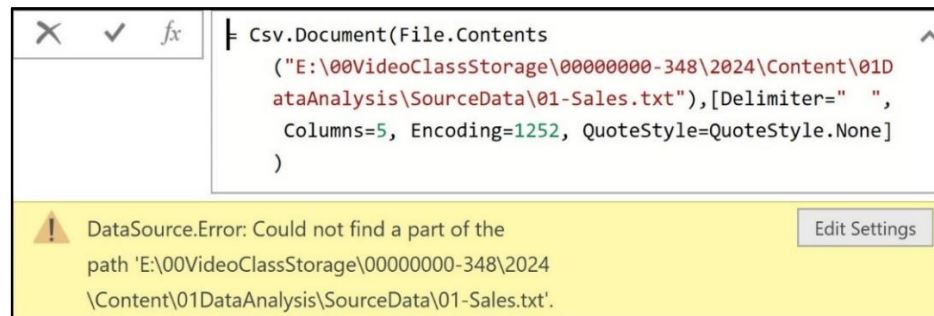 fx
= Csv.Document(File.Contents
("E:\00VideoClassStorage\00000000-348\2024\Content\01D
ataAnalysis\SourceData\01-Sales.txt"),[Delimiter="  ",
Columns=5, Encoding=1252, QuoteStyle=QuoteStyle.None]
)
DataSource.Error: Could not find a part of the
path 'E:\00VideoClassStorage\00000000-348\2024
\Content\01DataAnalysis\SourceData\01-Sales.txt'.
Edit Settings